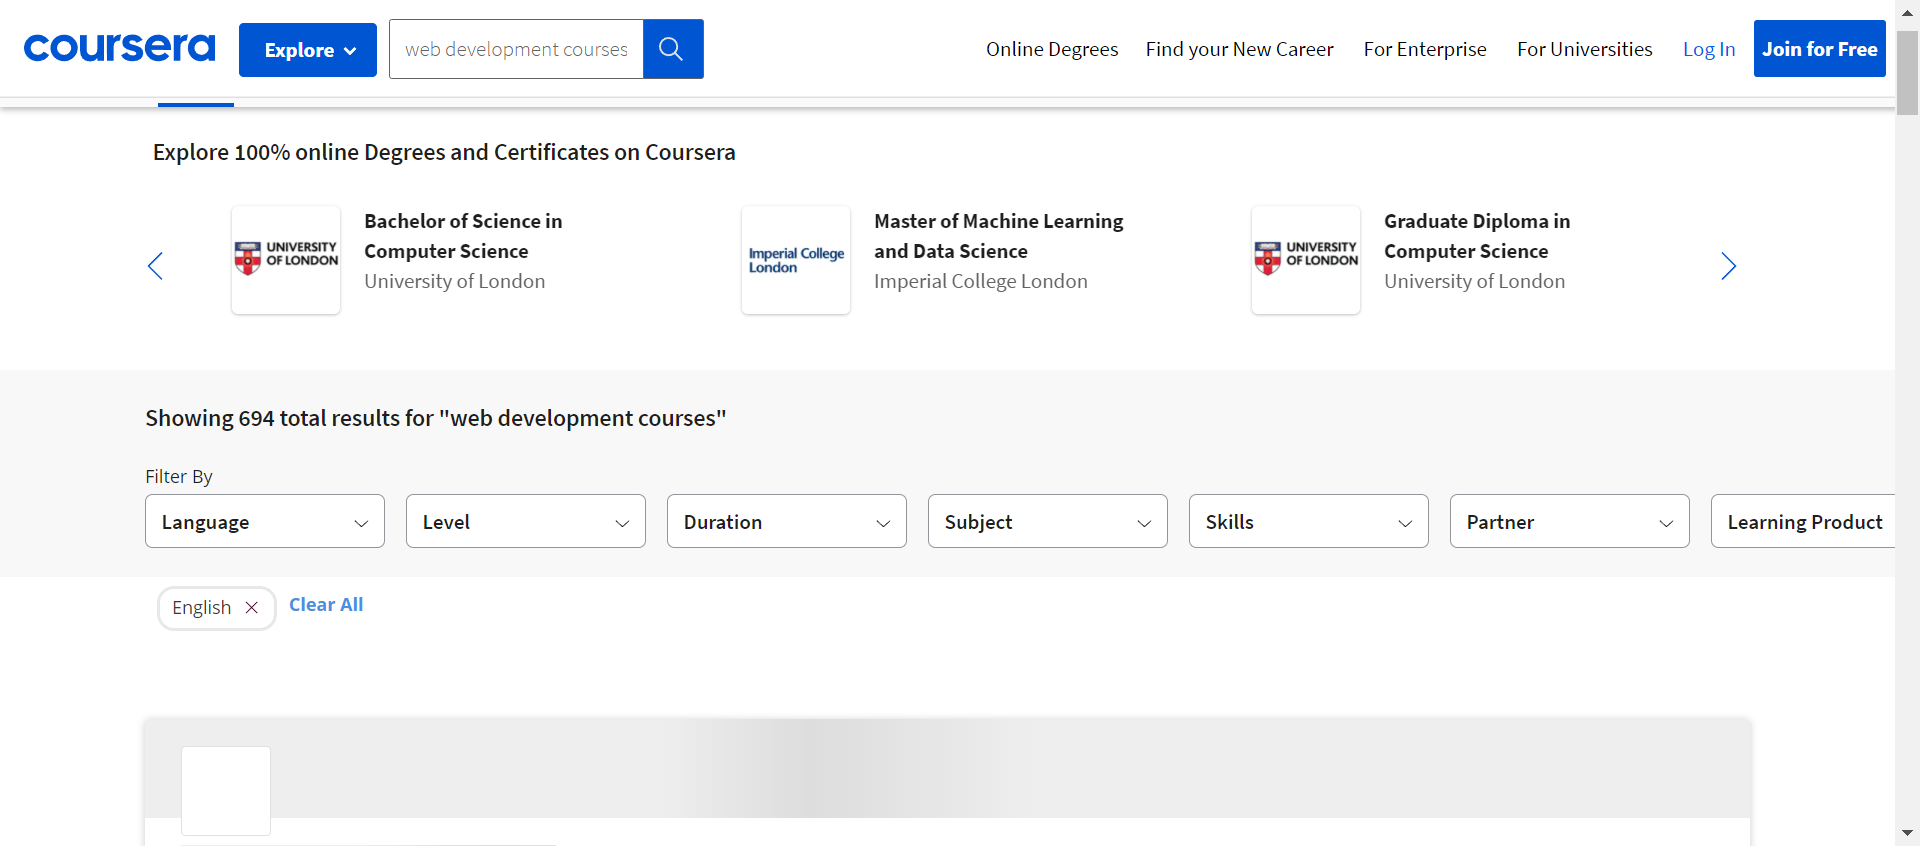 coursera
Explore
web development courses
Online Degrees
Find your New Career
For Enterprise
For Universities
Log In
Join for Free
Explore 100% online Degrees and Certificates on Coursera
UNIVERSITY
OF LONDON
Bachelor of Science in
Computer Science
University of London
Imperial College
London
Master of Machine Learning
and Data Science
Imperial College London
UNIVERSITY
OF LONDON
Graduate Diploma in
Computer Science
University of London
Showing 694 total results for "web development courses"
Filter By
Language
Level
Duration
Subject
Skills
Partner
Learning Product
English
Clear All